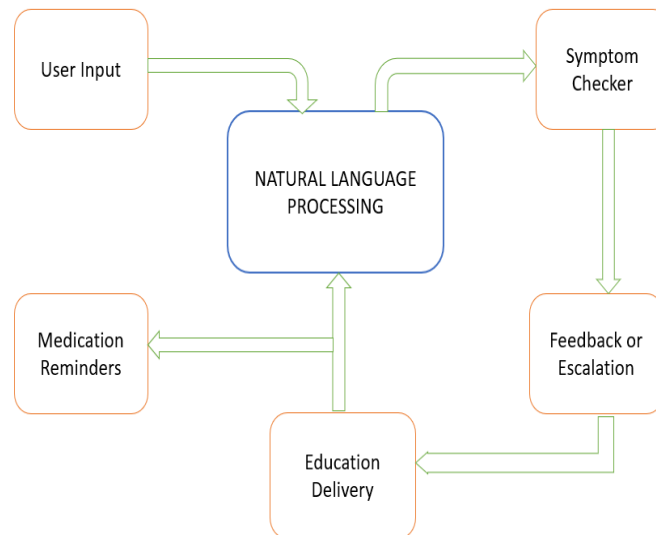 User Input
Symptom
Checker
NATURAL LANGUAGE
PROCESSING
Medication
Reminders
Feedback or
Escalation
Education
Delivery